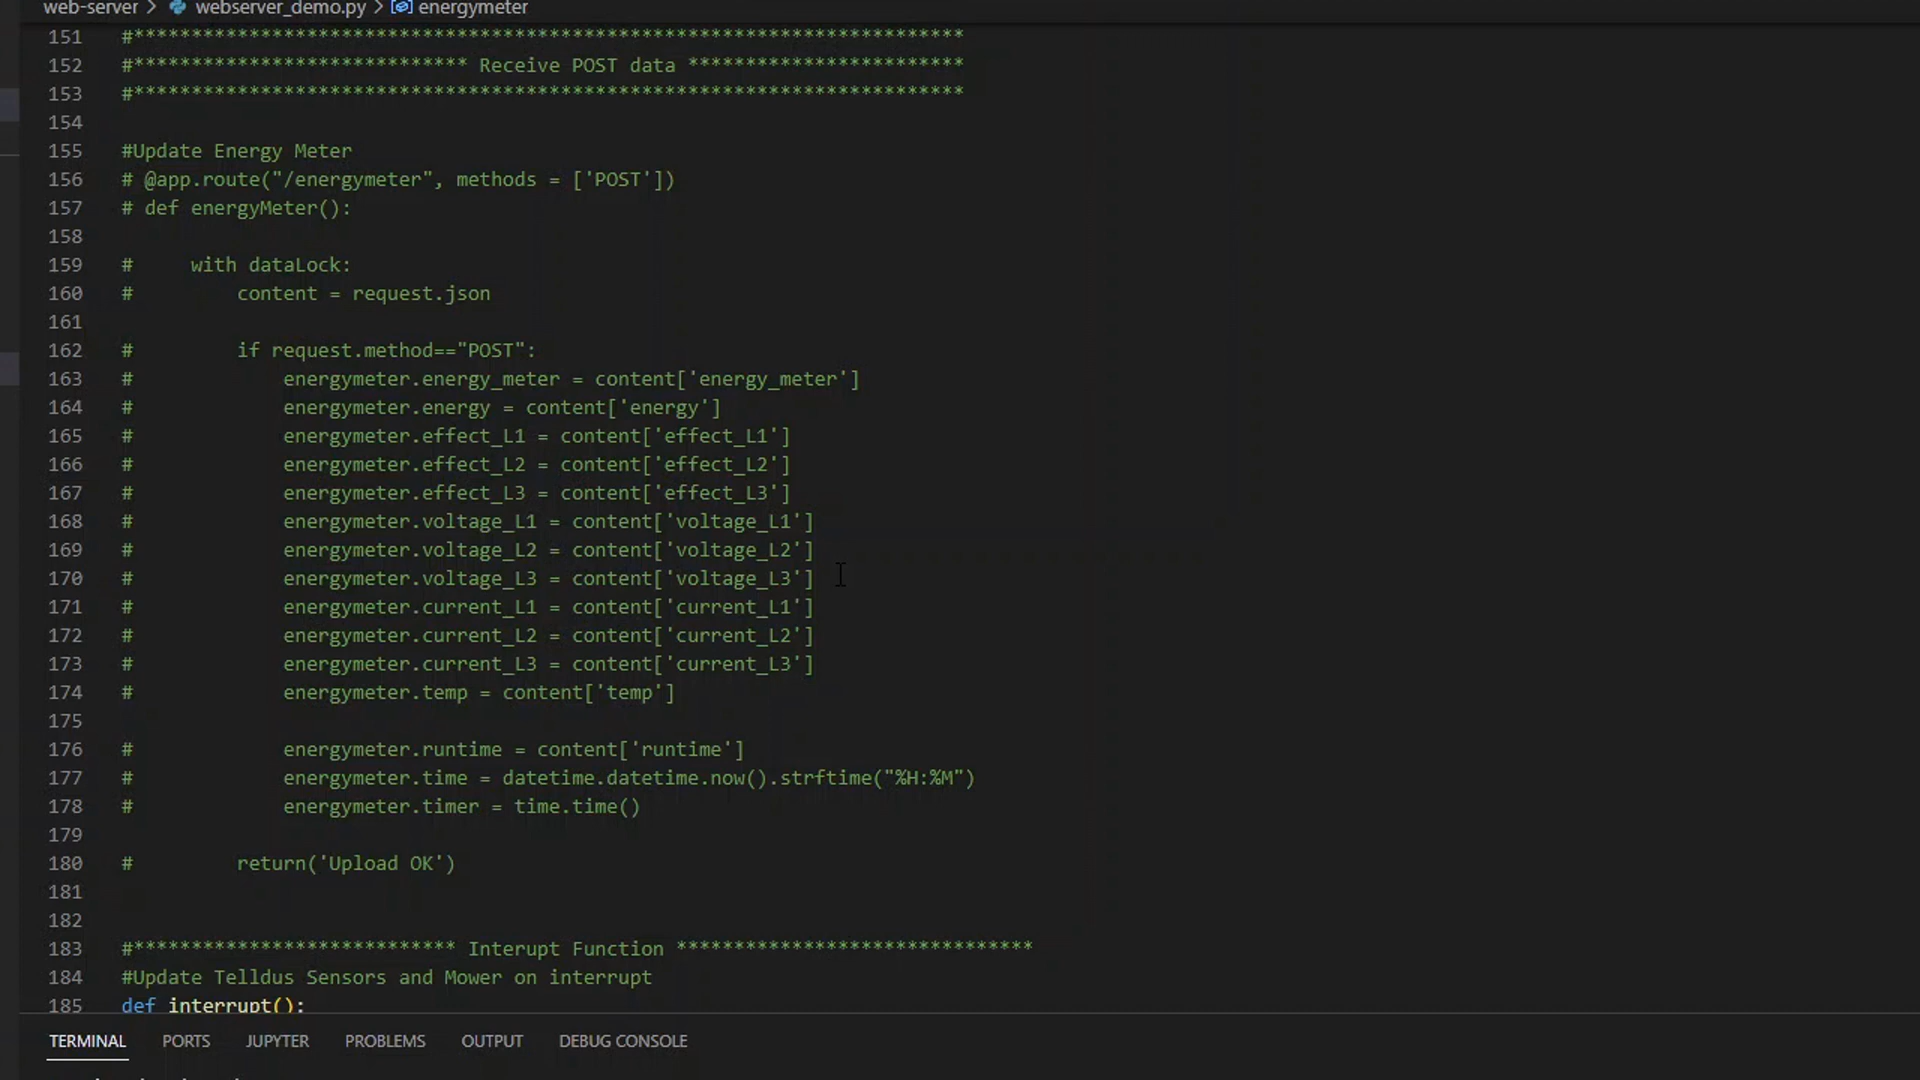 web-server > webserver_demo.py > energymeter
151 #************************************************************************
152 #***************************** Receive POST data ************************
153 #************************************************************************
154
155 #Update Energy Meter
156 # @app.route("/energymeter", methods = ['POST'])
157 # def energyMeter():
158
159 #     with dataLock:
160 #         content = request.json
161
162 #         if request.method=="POST":
163 #             energymeter.energy_meter = content['energy_meter']
164 #             energymeter.energy = content['energy']
165 #             energymeter.effect_L1 = content['effect_L1']
166 #             energymeter.effect_L2 = content['effect_L2']
167 #             energymeter.effect_L3 = content['effect_L3']
168 #             energymeter.voltage_L1 = content['voltage_L1']
169 #             energymeter.voltage_L2 = content['voltage_L2']
170 #             energymeter.voltage_L3 = content['voltage_L3']
171 #             energymeter.current_L1 = content['current_L1']
172 #             energymeter.current_L2 = content['current_L2']
173 #             energymeter.current_L3 = content['current_L3']
174 #             energymeter.temp = content['temp']
175
176 #             energymeter.runtime = content['runtime']
177 #             energymeter.time = datetime.datetime.now().strftime("%H:%M")
178 #             energymeter.timer = time.time()
179
180 #         return('Upload OK')
181
182
183 #**************************** Interupt Function *******************************
184 #Update Telldus Sensors and Mower on interrupt
185 def interrupt():
TERMINAL PORTS JUPYTER PROBLEMS OUTPUT DEBUG CONSOLE